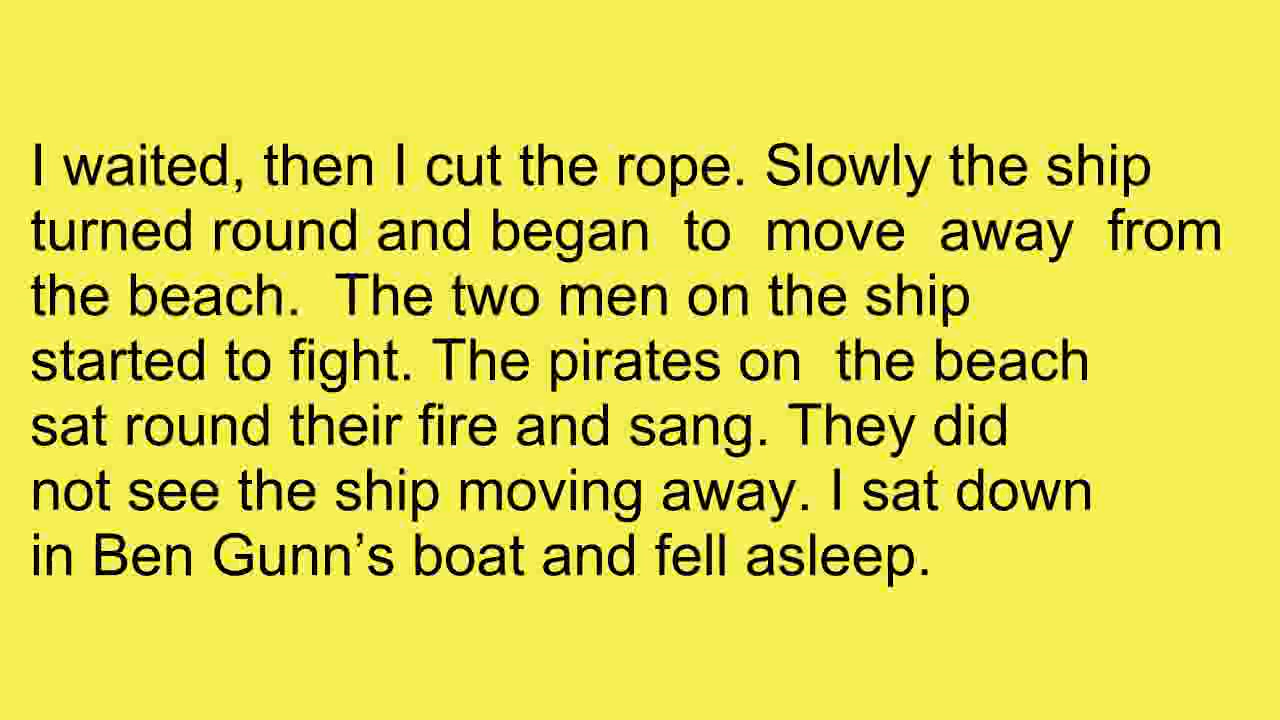 I waited, then I cut the rope. Slowly the ship
turned round and began  to  move  away  from
the beach.  The two men on the ship
started to fight. The pirates on  the beach
sat round their fire and sang. They did
not see the ship moving away. I sat down
in Ben Gunn’s boat and fell asleep.